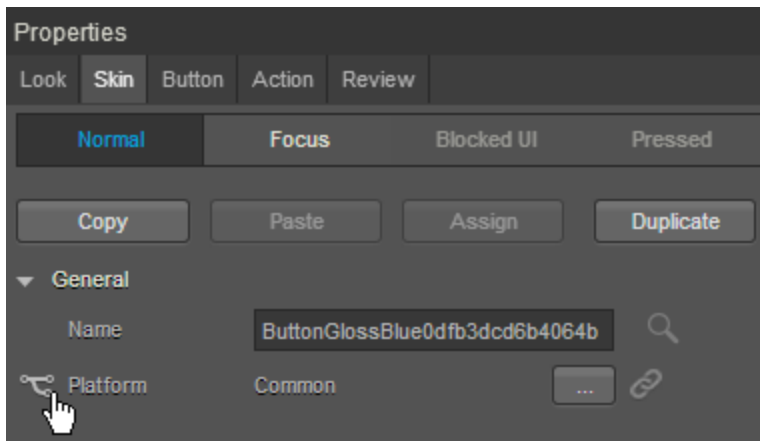 Properties
Look Skin Button Action Review
Normal Focus Blocked UI Pressed
Copy Paste Assign Duplicate
General
Name ButtonGlossBlue0dfb3dcd6b4064b
Platform Common ...